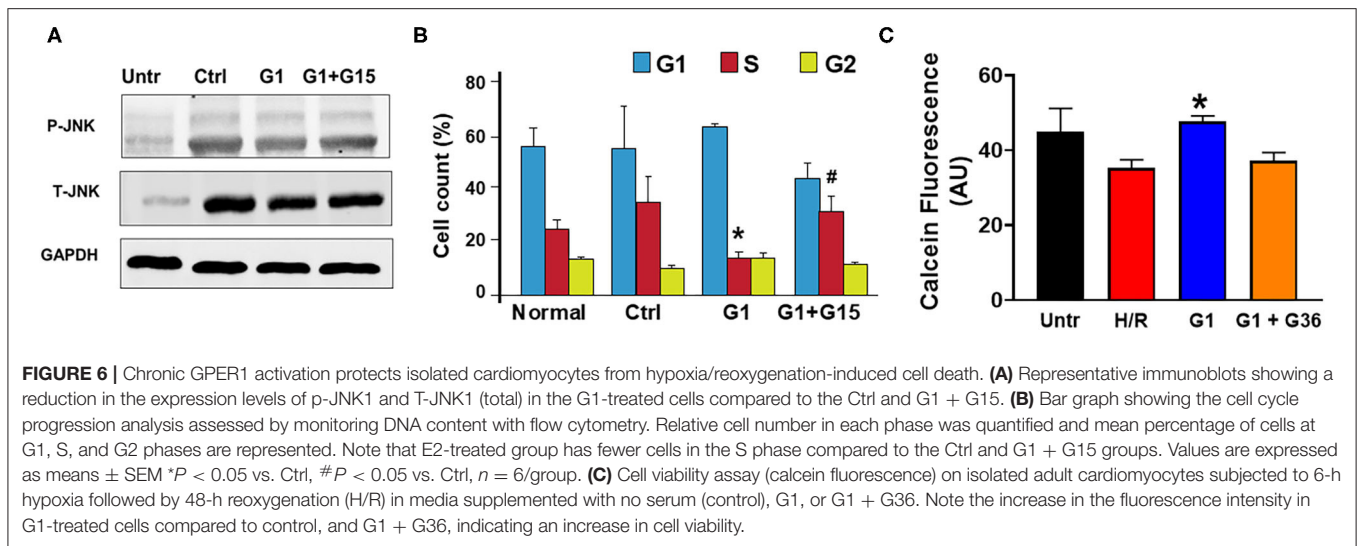 A
Untr Ctrl G1 G1+G15
P-JNK
T-JNK
GAPDH
B
G1 S G2
Cell count (%)
80
60
40
20
0
* #
Normal Ctrl G1 G1+G15
C
Calcein Fluorescence
(AU)
60
40
20
0
*
Untr H/R G1 G1 + G36
FIGURE 6 | Chronic GPER1 activation protects isolated cardiomyocytes from hypoxia/reoxygenation-induced cell death. (A) Representative immunoblots showing a
reduction in the expression levels of p-JNK1 and T-JNK1 (total) in the G1-treated cells compared to the Ctrl and G1 + G15. (B) Bar graph showing the cell cycle
progression analysis assessed by monitoring DNA content with flow cytometry. Relative cell number in each phase was quantified and mean percentage of cells at
G1, S, and G2 phases are represented. Note that E2-treated group has fewer cells in the S phase compared to the Ctrl and G1 + G15 groups. Values are expressed
as means ± SEM *P < 0.05 vs. Ctrl, #P < 0.05 vs. Ctrl, n = 6/group. (C) Cell viability assay (calcein fluorescence) on isolated adult cardiomyocytes subjected to 6-h
hypoxia followed by 48-h reoxygenation (H/R) in media supplemented with no serum (control), G1, or G1 + G36. Note the increase in the fluorescence intensity in
G1-treated cells compared to control, and G1 + G36, indicating an increase in cell viability.